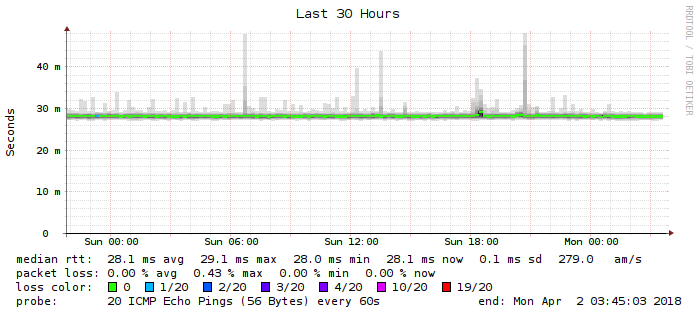 Last 30 Hours
RRDTOOL / TOBI OETIKER
Seconds
40 m
30 m
20 m
10 m
0
Sun 00:00 Sun 06:00 Sun 12:00 Sun 18:00 Mon 00:00
median rtt: 28.1 ms avg 29.1 ms max 28.0 ms min 28.1 ms now 0.1 ms sd 279.0 am/s
packet loss: 0.00 % avg 0.43 % max 0.00 % min 0.00 % now
loss color: 0 1/20 2/20 3/20 4/20 10/20 19/20
probe: 20 ICMP Echo Pings (56 Bytes) every 60s end: Mon Apr 2 03:45:03 2018